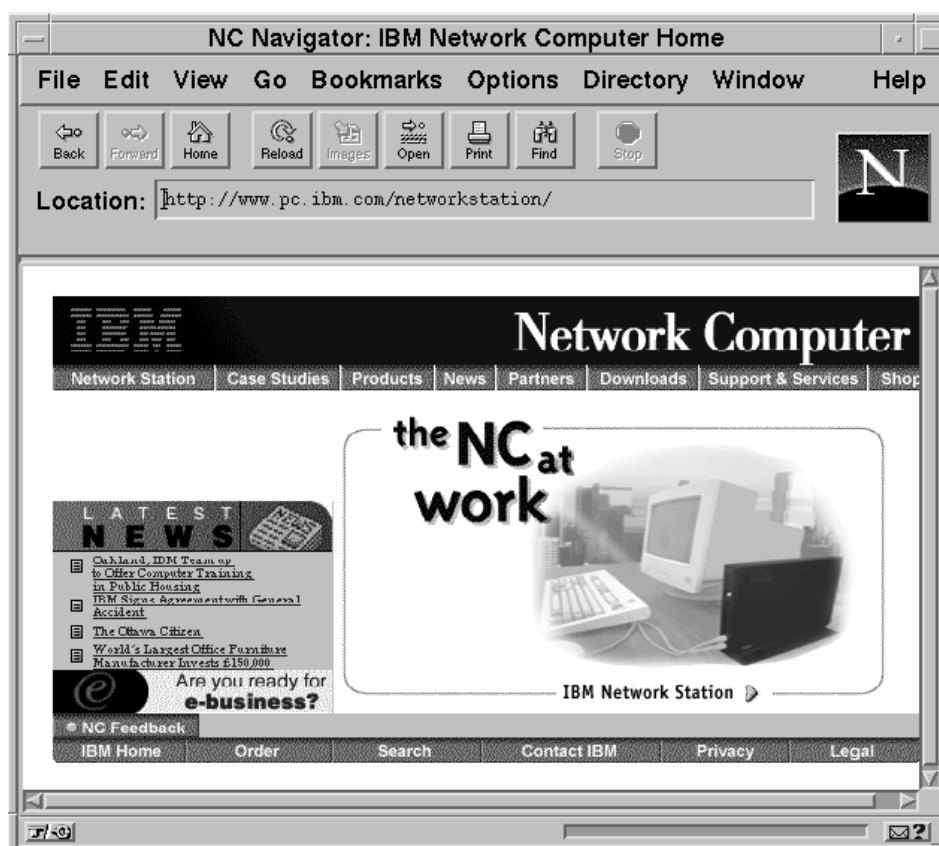 NC Navigator: IBM Network Computer Home
File Edit View Go Bookmarks Options Directory Window Help
Back Forward Home Reload Images Open Print Find Stop
Location: http://www.pc.ibm.com/networkstation/
N
IBM Network Computer
Network Station Case Studies Products News Partners Downloads Support & Services Shop
the NC at
work
LATEST
NEWS
Oakland, IBM Team up
to Offer Computer Training
in Public Housing
IBM Signs Agreement with General
Accident
The Ottawa Citizen
World's Largest Office Furniture
Manufacturer Invests £150,000
Are you ready for
e-business?
IBM Network Station
NC Feedback
IBM Home Order Search Contact IBM Privacy Legal